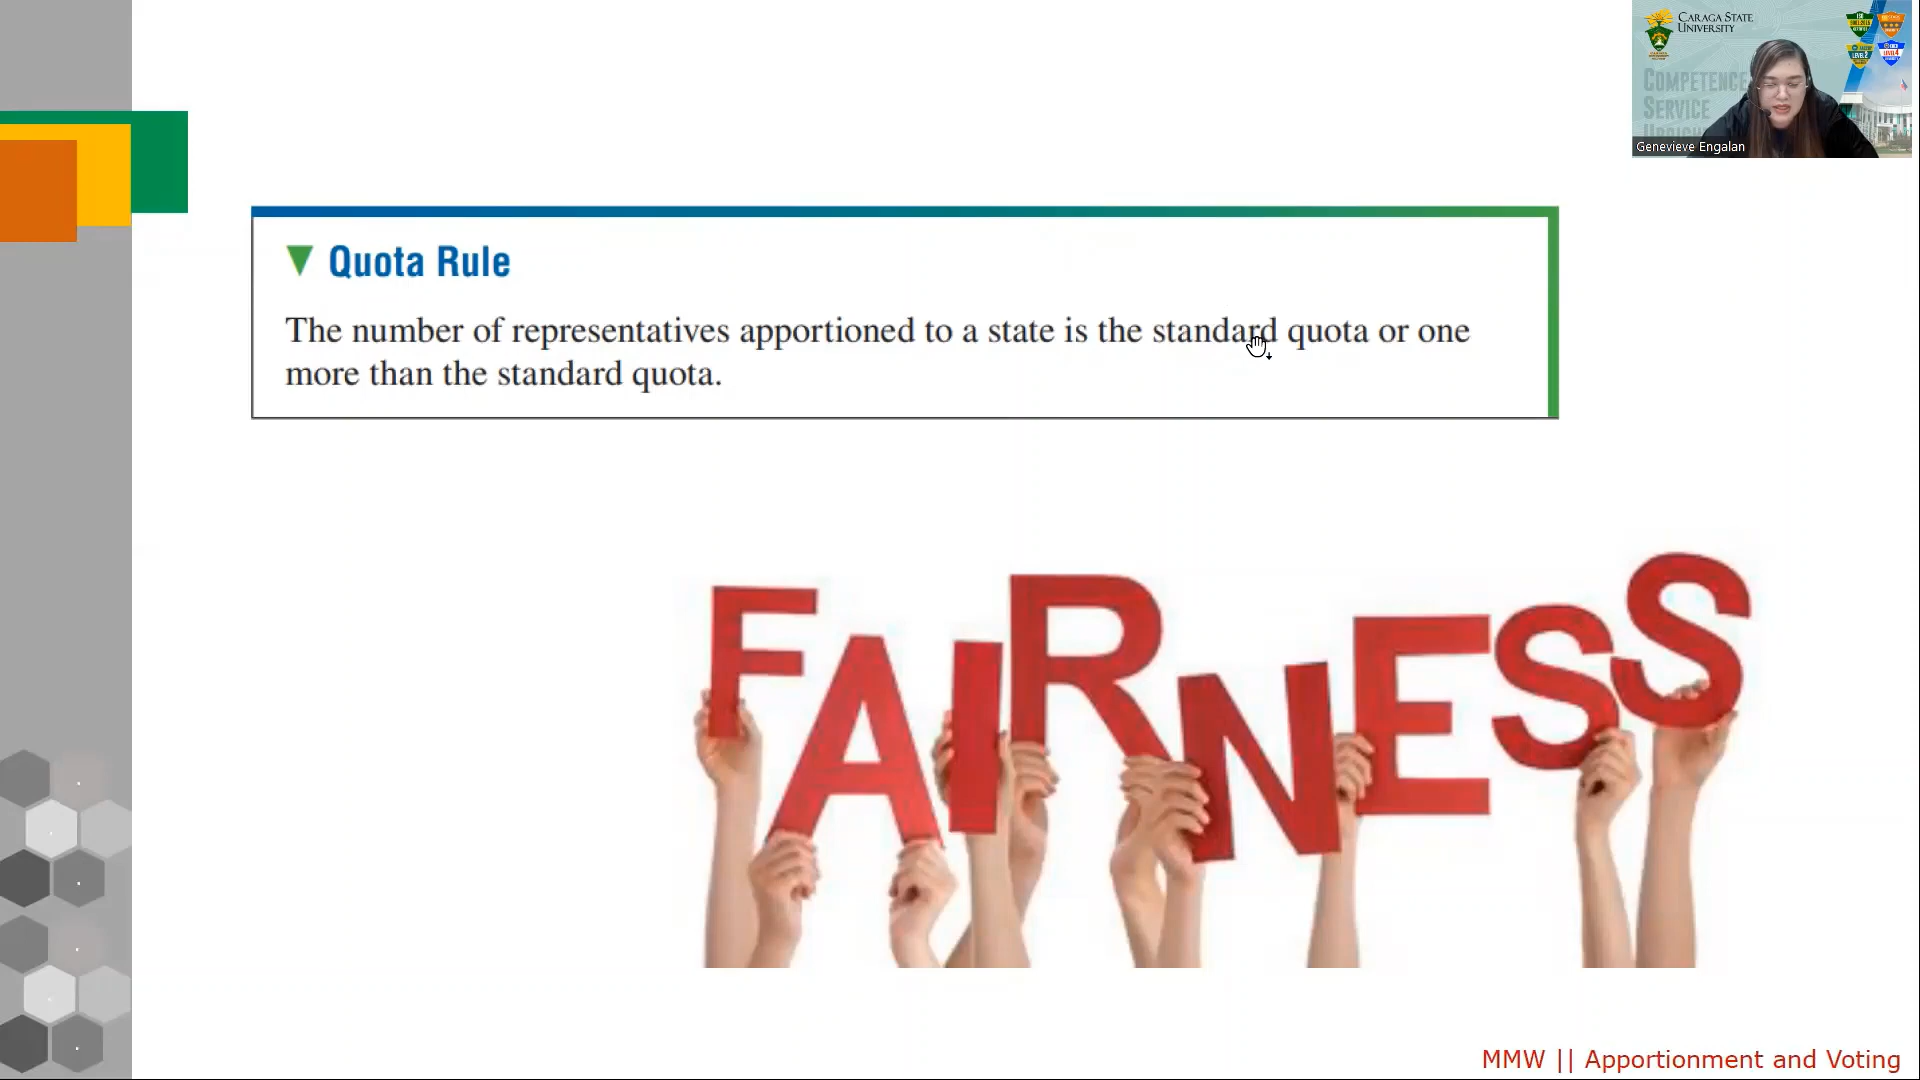 CARAGA STATE
UNIVERSITY
COMPETENCE
SERVICE
Genevieve Engalan
Quota Rule
The number of representatives apportioned to a state is the standard quota or one
more than the standard quota.
FAIRNESS
MMW || Apportionment and Voting